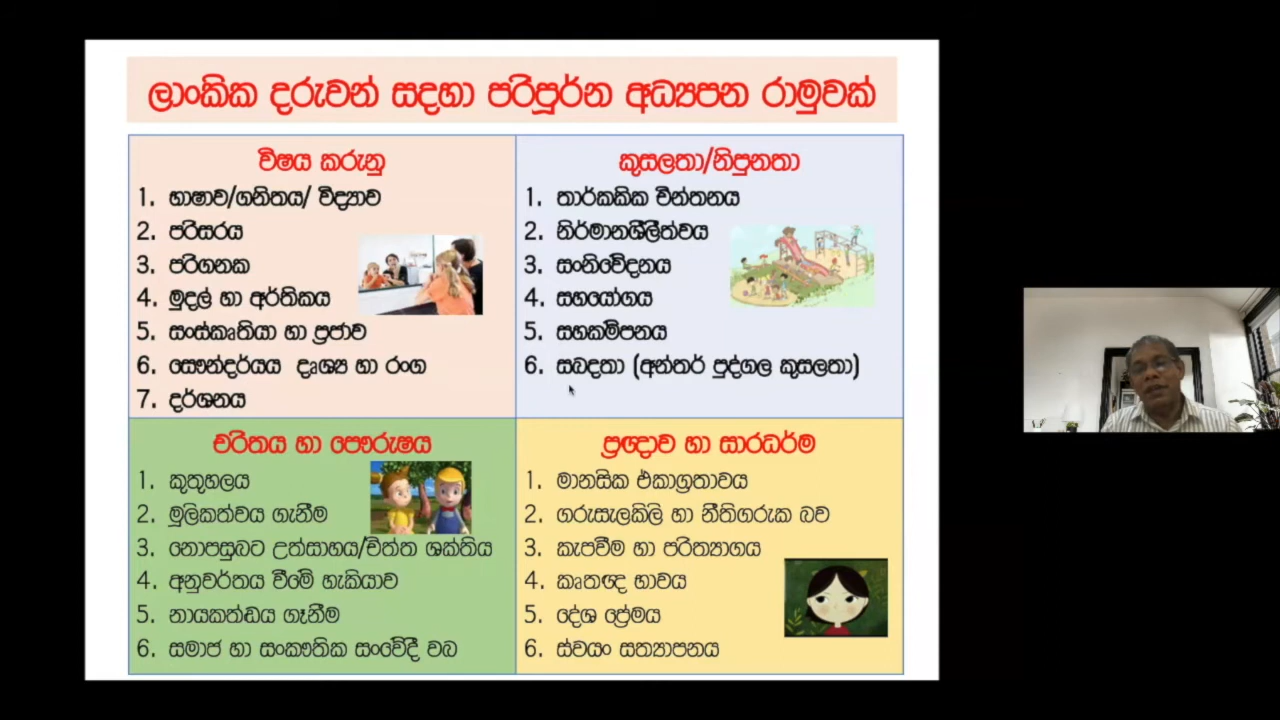 ලාංකික දරුවන් සදහා පරිපූර්න අධ්‍යපන රාමුවක්
විෂය කරුනු
1. භාෂාව/ගනිතය/ විද්‍යාව
2. පරිසරය
3. පරිගනක
4. මුදල් හා අර්තිකය
5. සංස්කෘතියා හා ප්‍රජාව
6. සෞන්දර්යය දෘශ්‍ය හා රංග
7. දර්ශනය
කුසලතා/නිපුනතා
1. තාර්කකික චින්තනය
2. නිර්මානශීලීත්වය
3. සංනිවේදනය
4. සහයෝගය
5. සහකම්පනය
6. සබදතා (අන්තර් පුද්ගල කුසලතා)
චරිතය හා පෞරුෂය
1. කුතුහලය
2. මූලිකත්වය ගැනීම
3. නොපසුබට උත්සාහය/චිත්ත ශක්තිය
4. අනුවර්තය වීමේ හැකියාව
5. නායකත්ඩය ගැනීම
6. සමාජ හා සංකෘතික සංවේදී වබ
ප්‍රඥාව හා සාරධර්ම
1. මානසික එකාග්‍රතාවය
2. ගරුසැලකිලි හා නීතිගරුක බව
3. කැපවීම හා පරිත්‍යාගය
4. කෘතඥ භාවය
5. දේශ ප්‍රේමය
6. ස්වයං සත්‍යාපනය